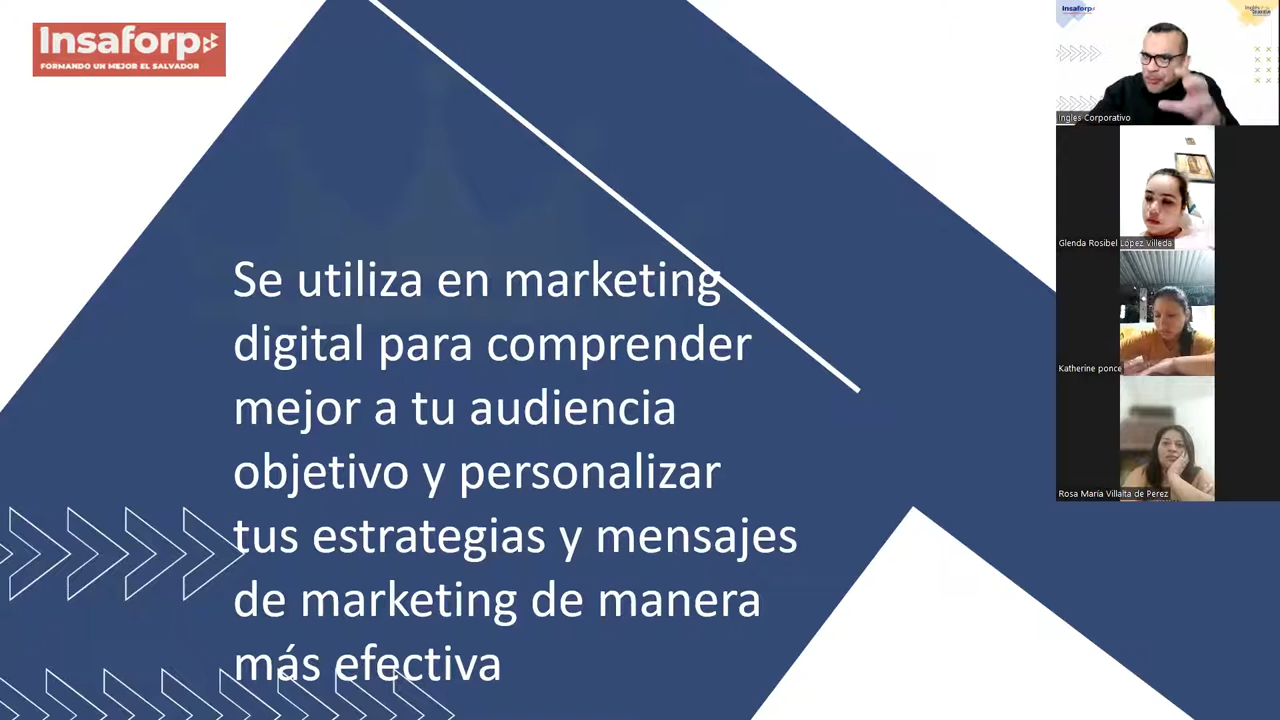 Insaforp
FORMANDO UN MEJOR EL SALVADOR
Se utiliza en marketing
digital para comprender
mejor a tu audiencia
objetivo y personalizar
tus estrategias y mensajes
de marketing de manera
más efectiva
Insaforp
Ingles Corporativo
Glenda Rosibel López Villeda
Katherine ponce
Rosa María Villalta de Perez